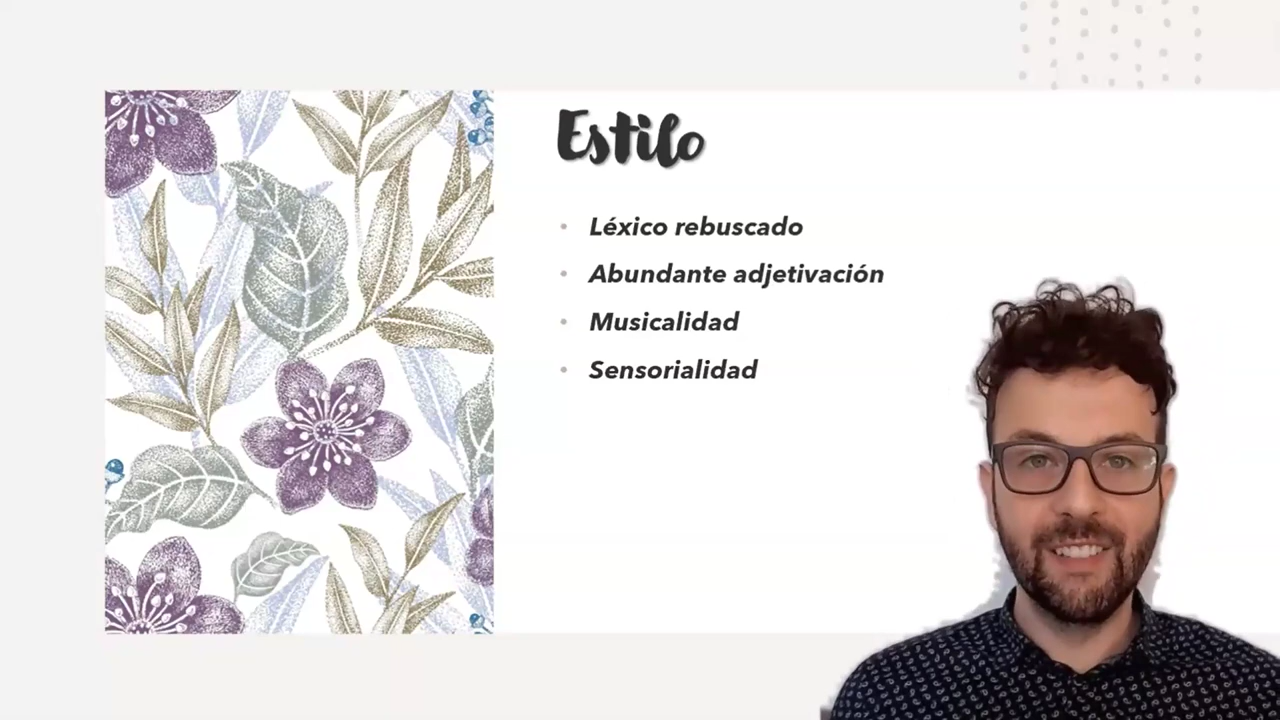 Estilo
Léxico rebuscado
Abundante adjetivación
Musicalidad
Sensorialidad